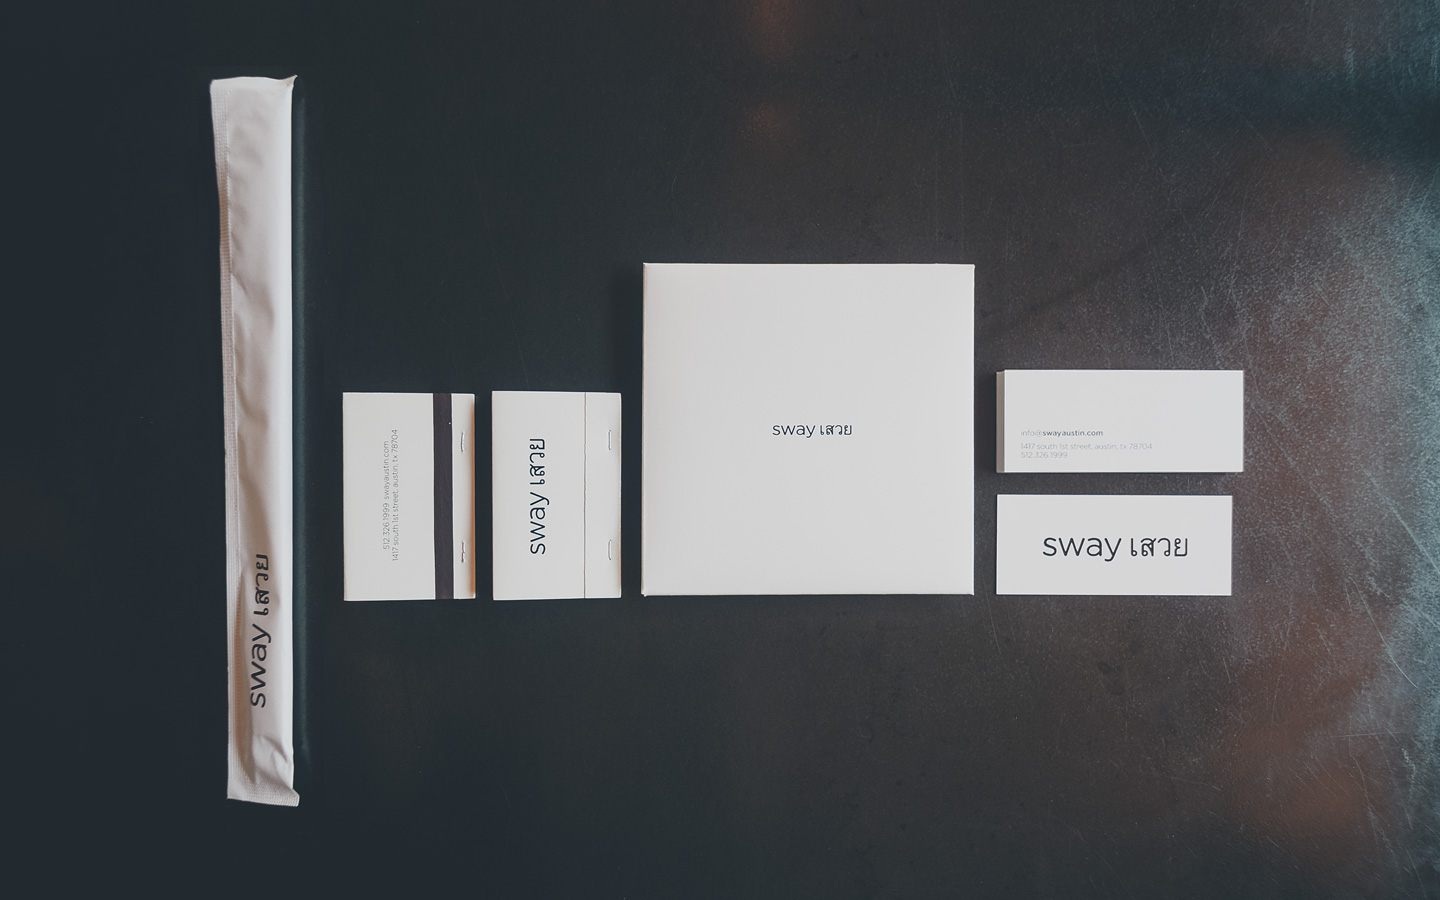 sway เสวย
512.326.1999 swayaustin.com
1417 south 1st street, austin, tx 78704
sway เสวย
sway เสวย
info@swayaustin.com
1417 south 1st street, austin, tx 78704
512.326.1999
sway เสวย